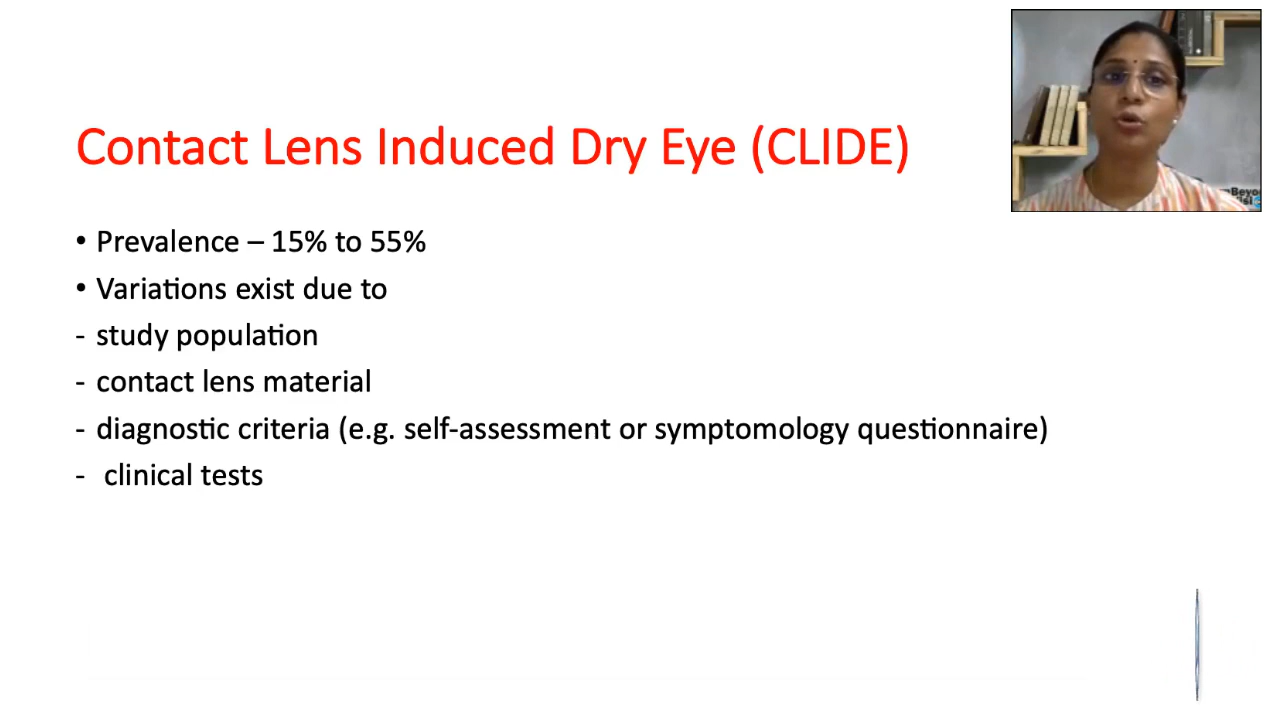 Contact Lens Induced Dry Eye (CLIDE)
• Prevalence – 15% to 55%
• Variations exist due to
- study population
- contact lens material
- diagnostic criteria (e.g. self-assessment or symptomology questionnaire)
- clinical tests